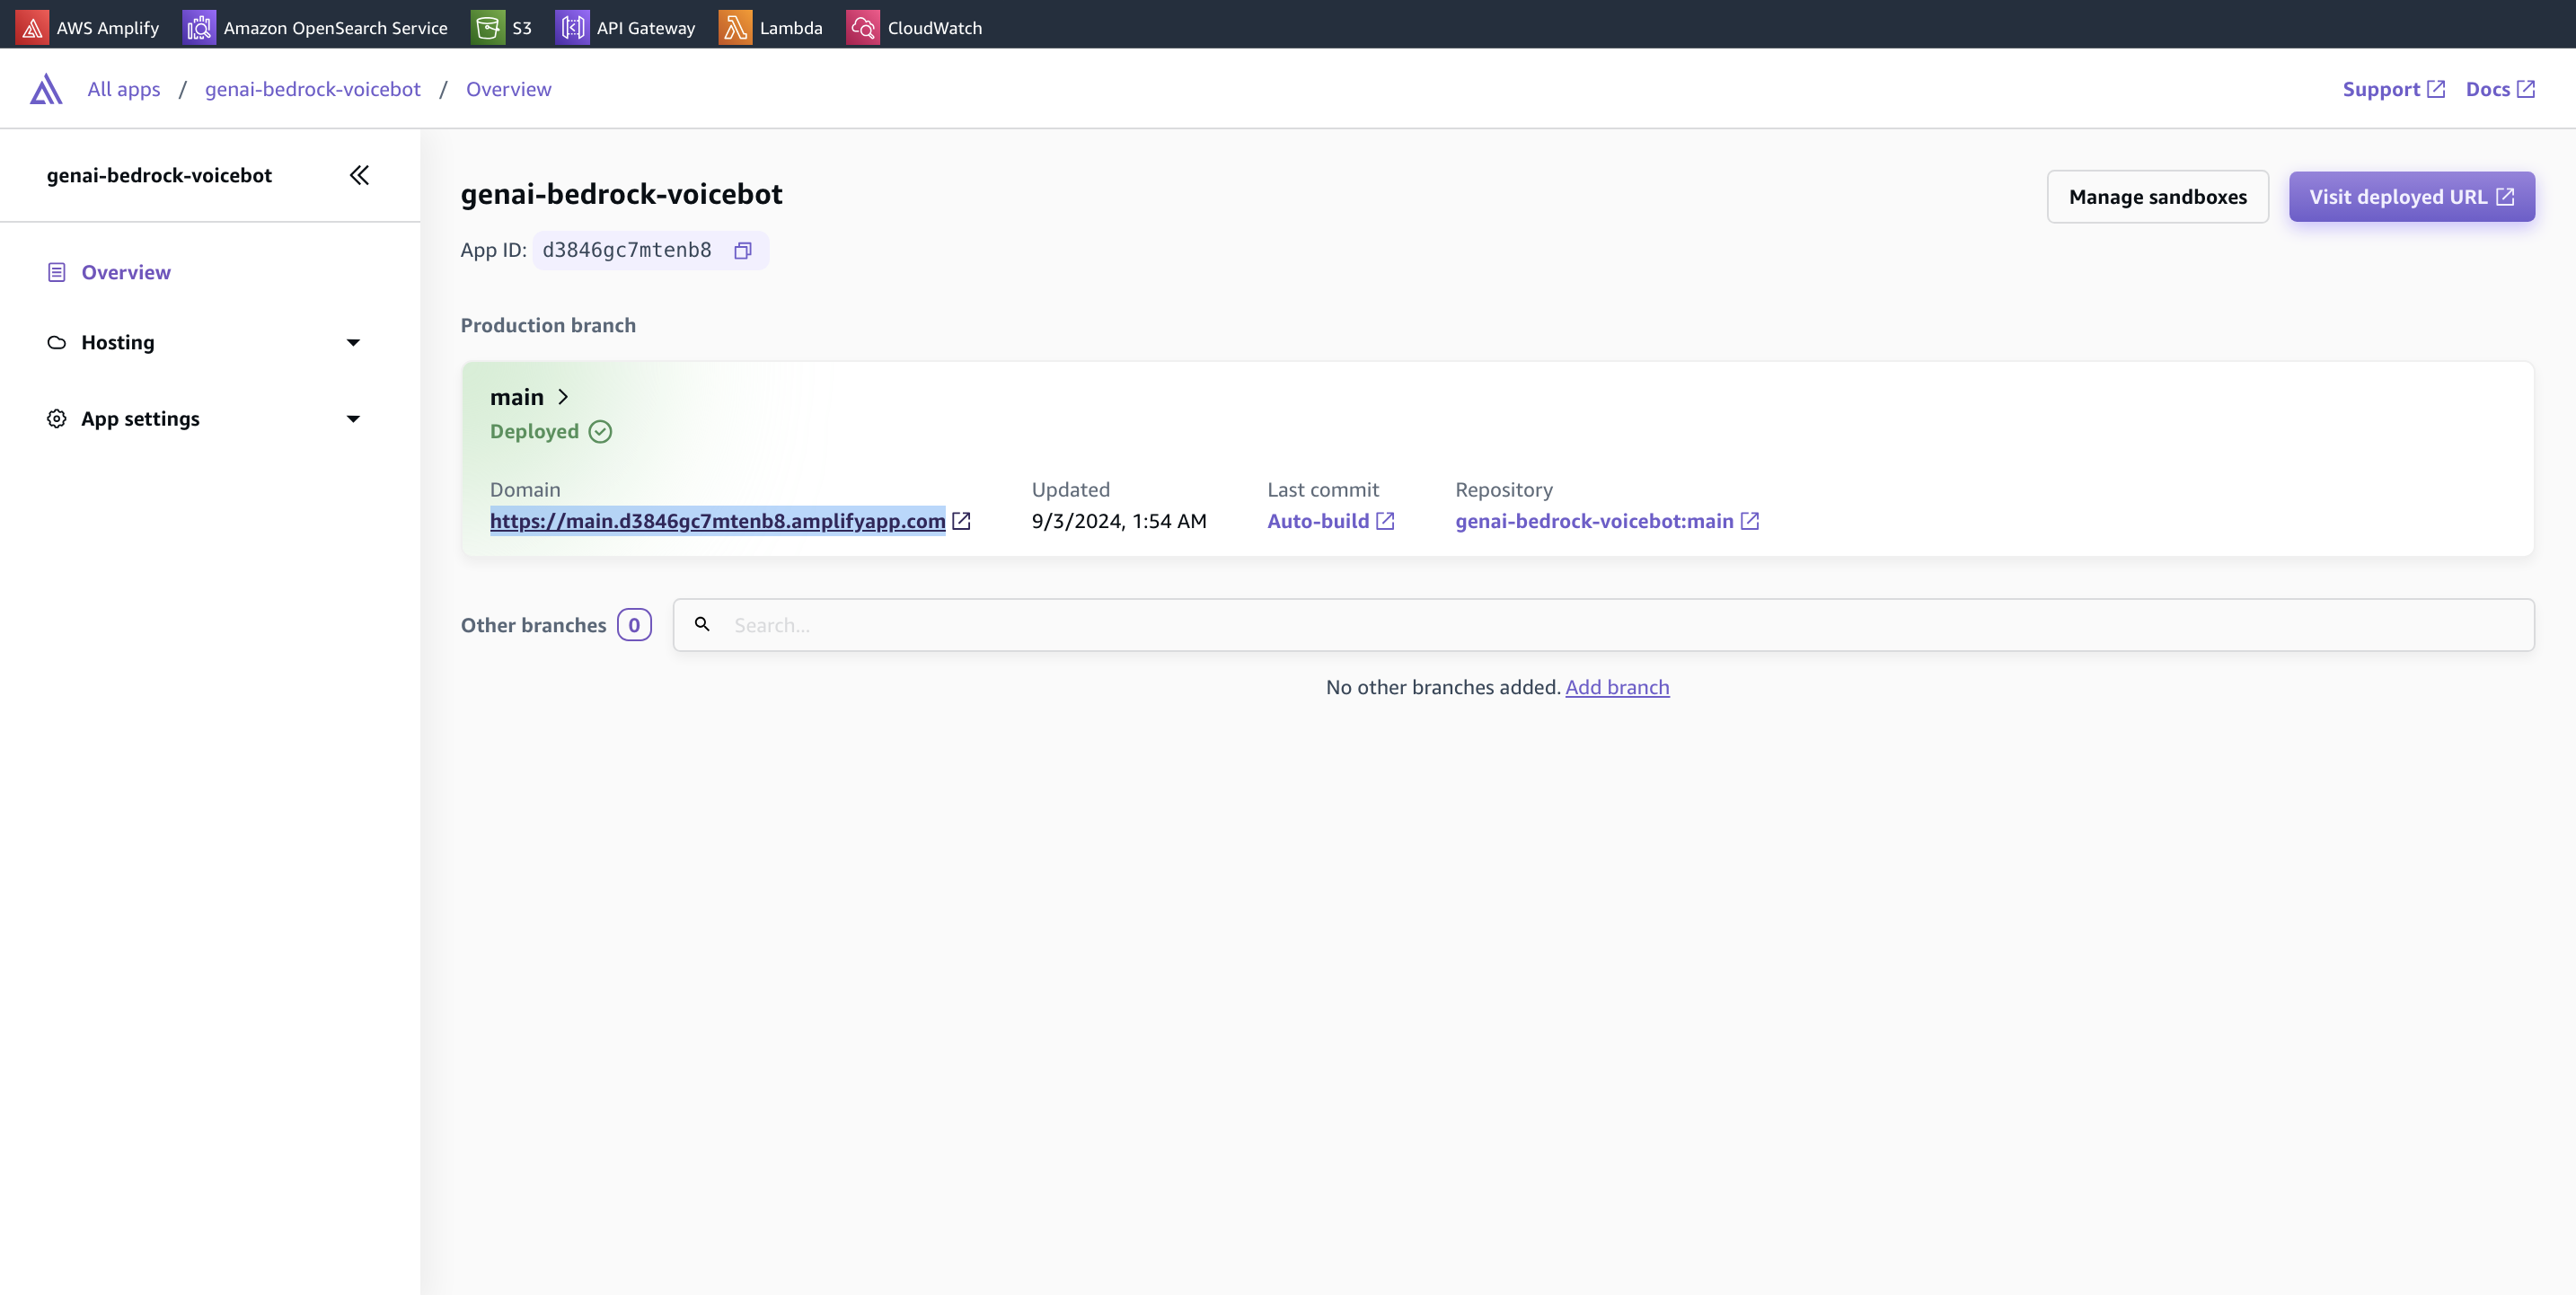 AWS Amplify Amazon OpenSearch Service S3 API Gateway Lambda CloudWatch
All apps / genai-bedrock-voicebot / Overview Support Docs
genai-bedrock-voicebot
Overview
Hosting
App settings
genai-bedrock-voicebot
Manage sandboxes Visit deployed URL
App ID: d3846gc7mtenb8
Production branch
main
Deployed
Domain Updated Last commit Repository
https://main.d3846gc7mtenb8.amplifyapp.com 9/3/2024, 1:54 AM Auto-build genai-bedrock-voicebot:main
Other branches 0 Search...
No other branches added. Add branch